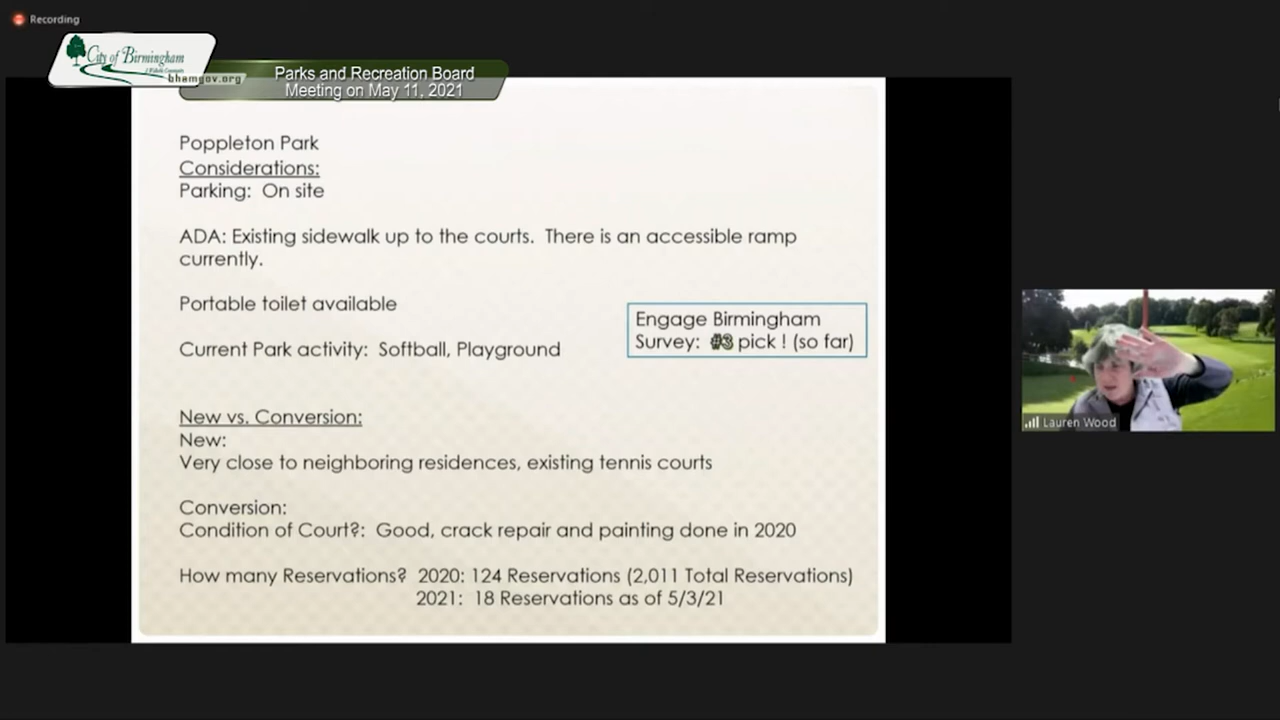 Recording
City of Birmingham
bhamgov.org
Parks and Recreation Board
Meeting on May 11, 2021
Poppleton Park
Considerations:
Parking: On site
ADA: Existing sidewalk up to the courts. There is an accessible ramp
currently.
Portable toilet available
Engage Birmingham
Survey: #3 pick ! (so far)
Current Park activity: Softball, Playground
New vs. Conversion:
New:
Very close to neighboring residences, existing tennis courts
Conversion:
Condition of Court?: Good, crack repair and painting done in 2020
How many Reservations? 2020: 124 Reservations (2,011 Total Reservations)
2021: 18 Reservations as of 5/3/21
Lauren Wood